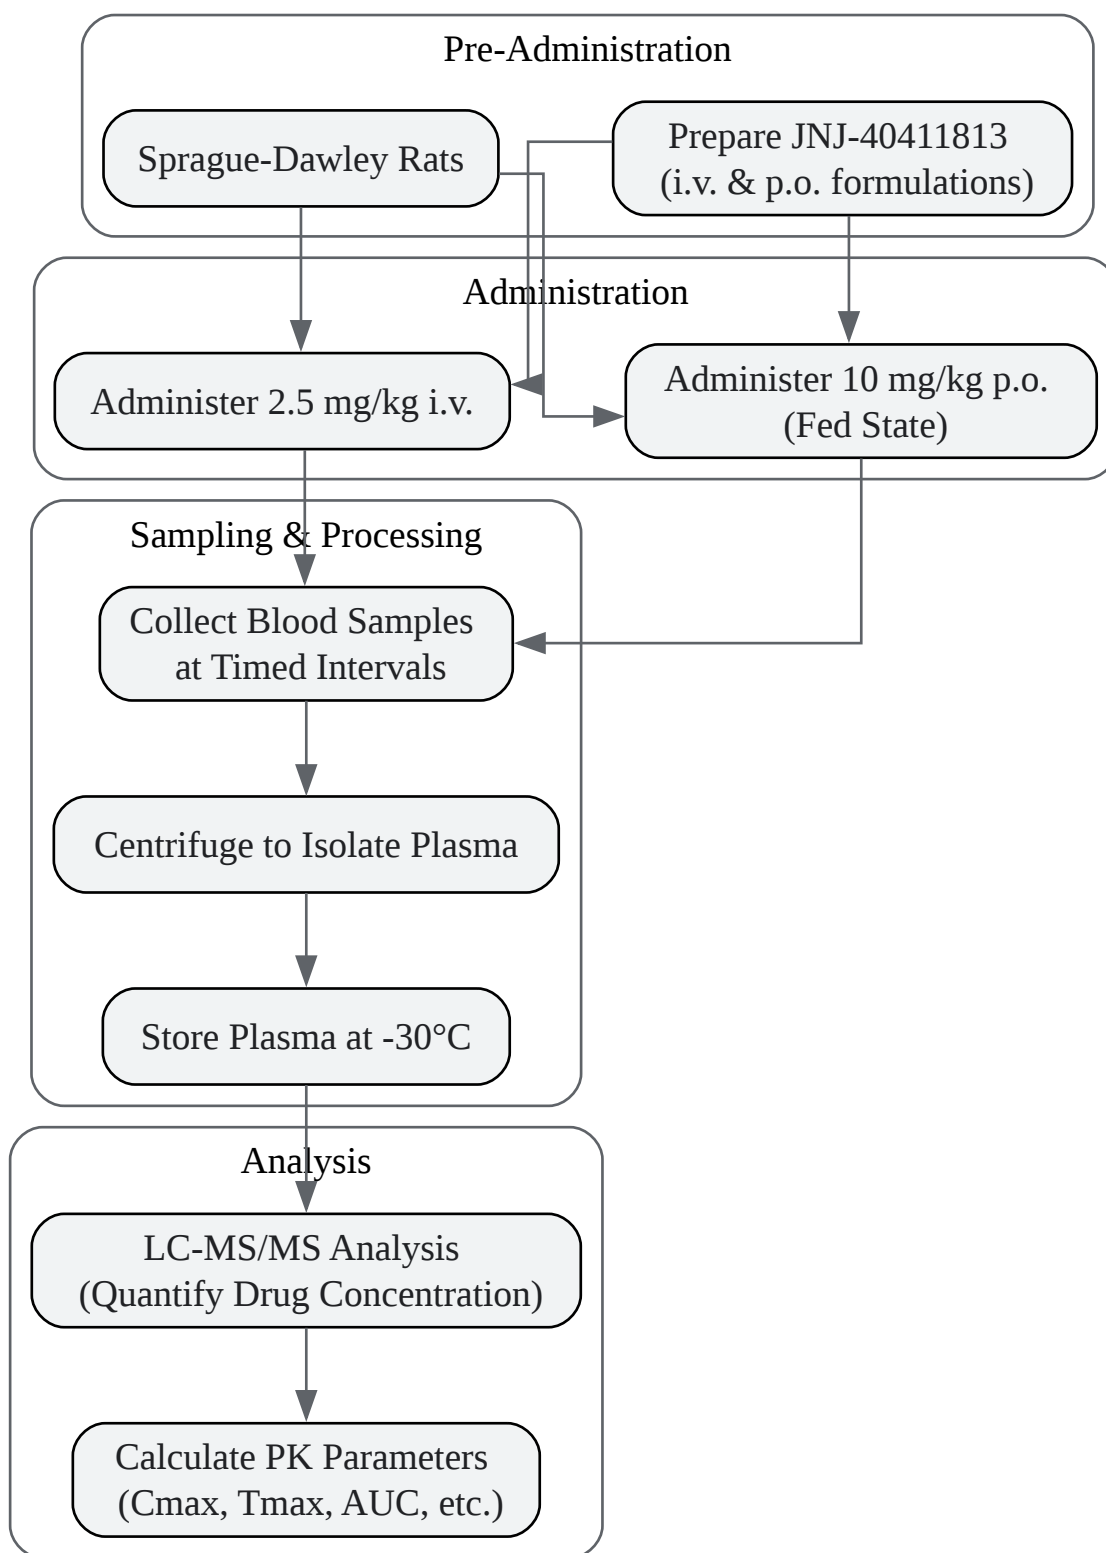 Pre-Administration
Sprague-Dawley Rats
Prepare JNJ-40411813
(i.v. & p.o. formulations)
Administration
Administer 2.5 mg/kg i.v.
Administer 10 mg/kg p.o.
(Fed State)
Sampling & Processing
Collect Blood Samples
at Timed Intervals
Centrifuge to Isolate Plasma
Store Plasma at -30°C
Analysis
LC-MS/MS Analysis
(Quantify Drug Concentration)
Calculate PK Parameters
(Cmax, Tmax, AUC, etc.)